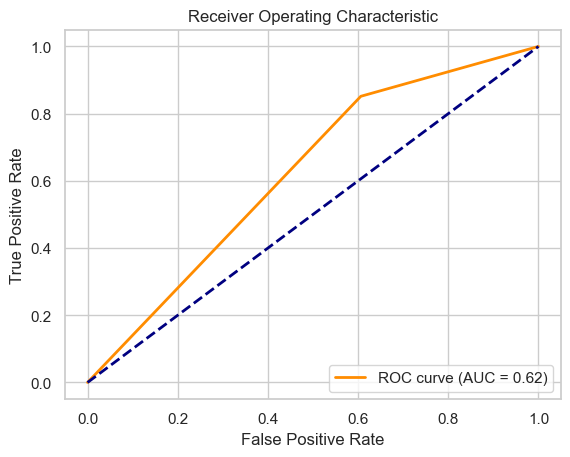 Receiver Operating Characteristic
True Positive Rate
1.0
0.8
0.6
0.4
0.2
0.0
ROC curve (AUC = 0.62)
0.0 0.2 0.4 0.6 0.8 1.0
False Positive Rate